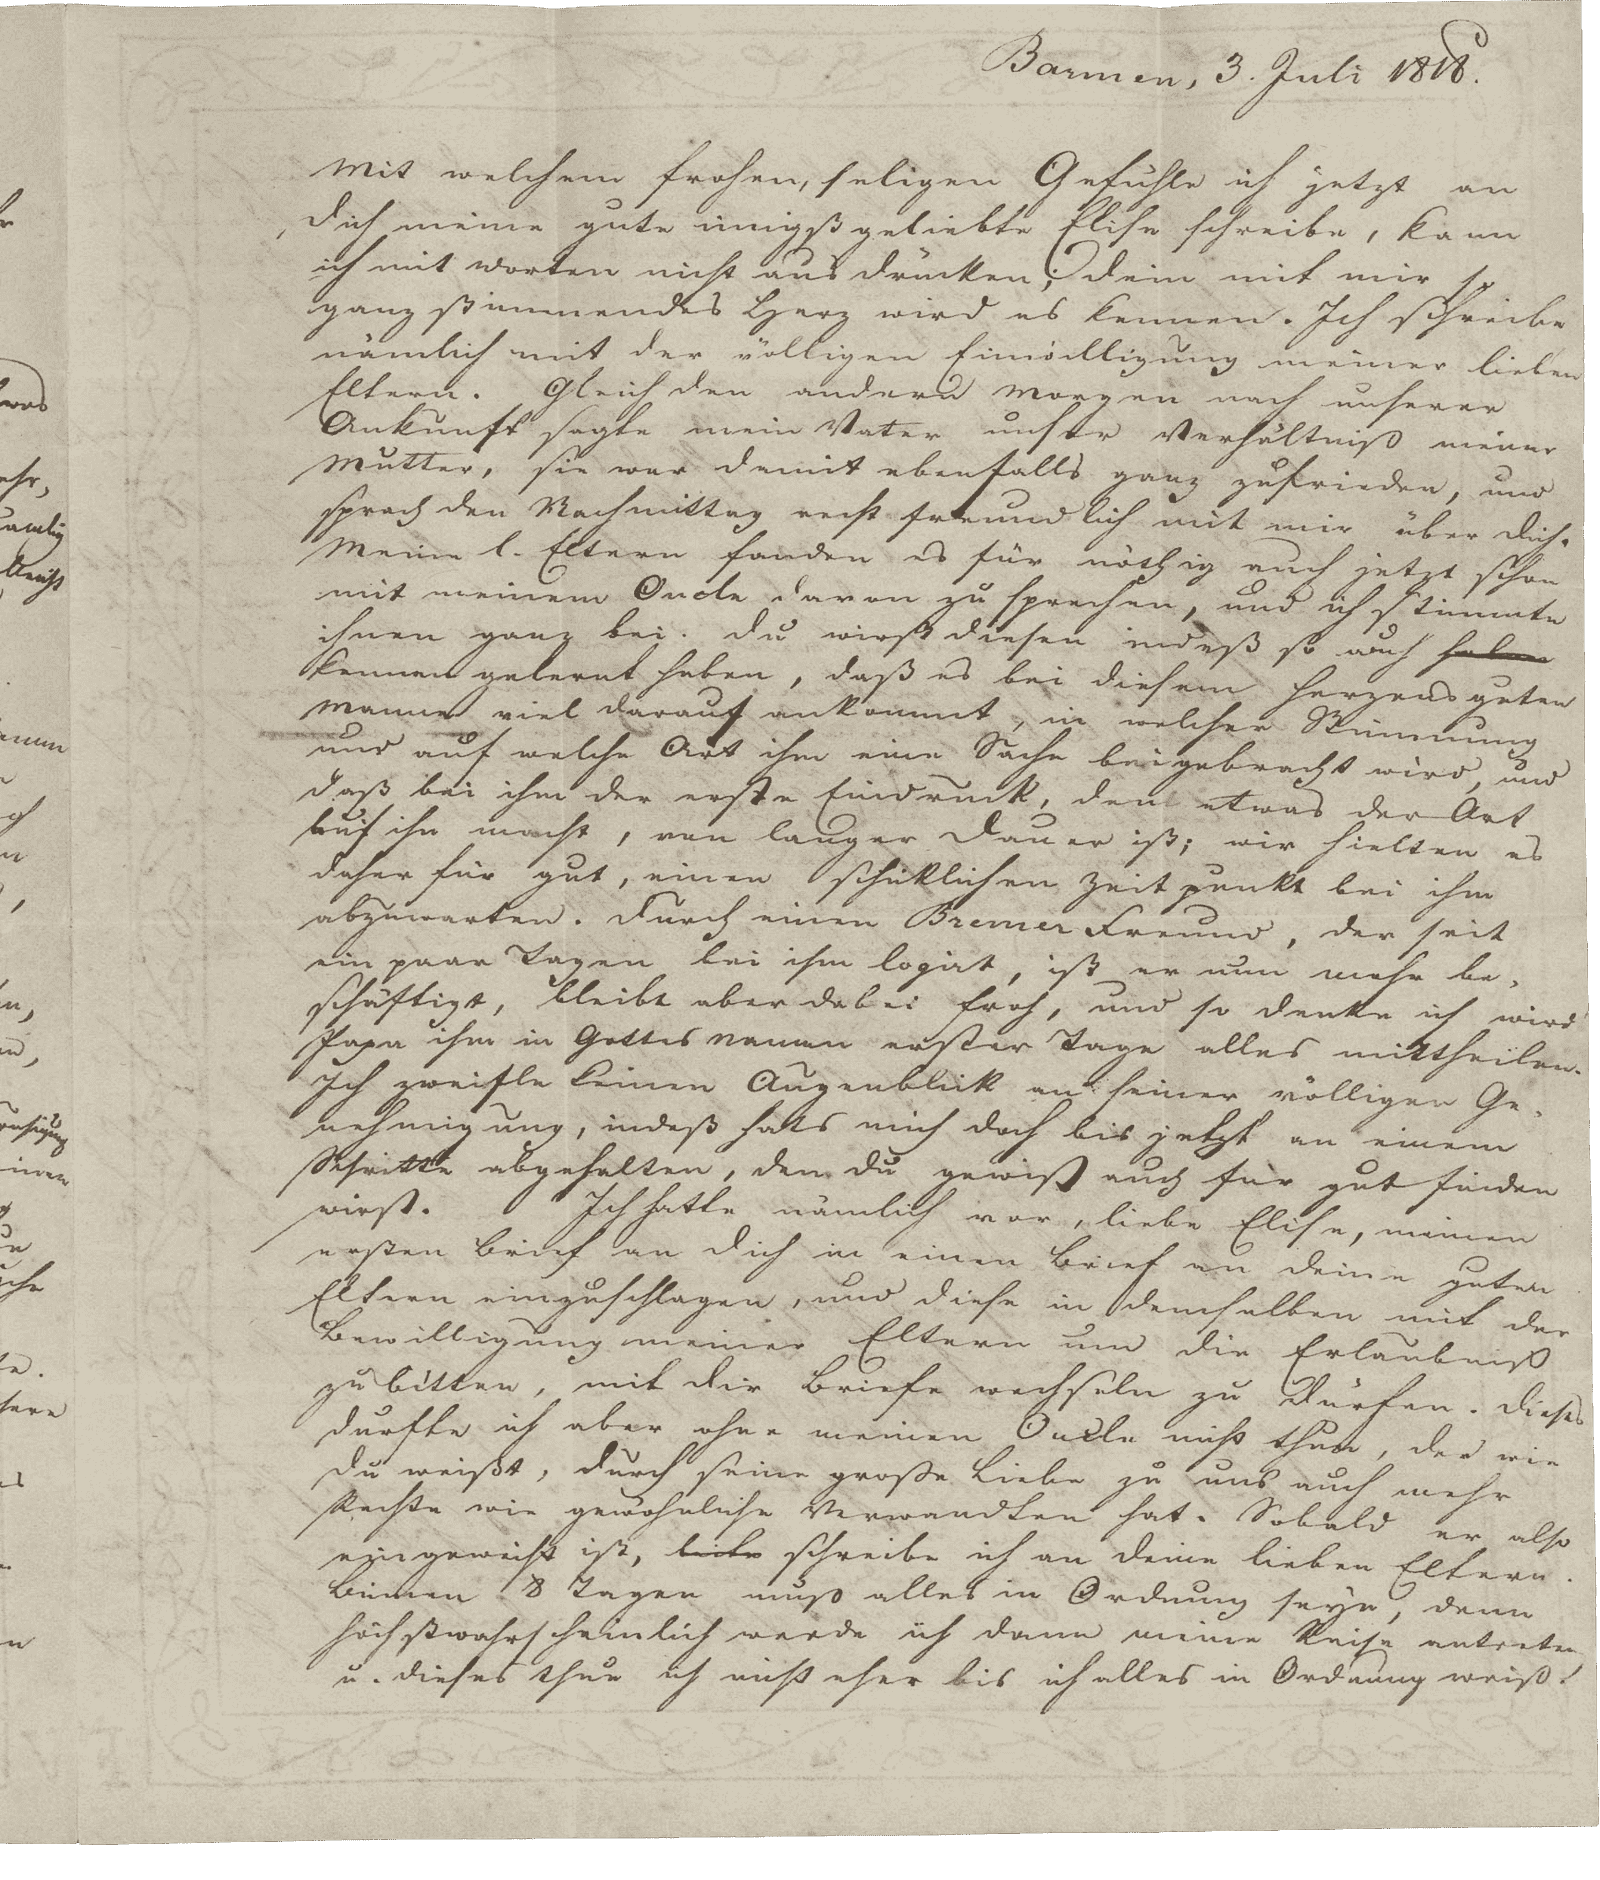 Barmen, 3. Juli 1818.
Mit welchem frohen, seligen Gefühle ich jetzt an
Dich meine gute innigst geliebte Elise schreibe, kann
ich mit Worten nicht ausdrücken; dein mit mir so
ganz stimmendes Herz wird es kennen. Ich schreibe
nämlich mit der völligen Einwilligung meiner lieben
Eltern. Gleich den andern Morgen nach unserer
Ankunft sagte mein Vater unser Verhältniß meiner
Mutter, sie war damit ebenfalls ganz zufrieden, und
sprach den Nachmittag recht freundlich mit mir über Dich.
Meine l. Eltern fanden es für nöthig auch jetzt schon
mit meinem Oncle davon zu sprechen, und ich stimmte
ihnen ganz bei. Du wirst diesen indeß so auch haben
kennen gelernt haben, daß es bei diesem herzensguten
Manne viel darauf ankommt, in welcher Stimmung
und auf welche Art ihm eine Sache beigebracht wird, und
daß bei ihm der erste Eindruck, den etwas der Art
auf ihn macht, von langer Dauer ist; wir hielten es
daher für gut, einen schicklichen Zeitpunkt bei ihm
abzuwarten. Durch einen Bremer Freund, der seit
ein paar Tagen bei ihm logirt, ist er nun mehr be-
schäftigt, bleibt aber dabei froh, und so denke ich wird
Papa ihm in Gottes Namen erster Tage alles mittheilen.
Ich zweifle keinen Augenblick an seiner völligen Ge-
nehmigung, indeß hats mich doch bis jetzt an einem
Schritte abgehalten, den du gewiß auch für gut finden
wirst. Ich hatte nämlich vor, liebe Elise, meinen
ersten Brief an Dich in einen Brief an deine guten
Eltern einzuschlagen, und diese in demselben mit der
Bewilligung meiner Eltern um die Erlaubniß
zu bitten, mit dir Briefe wechseln zu dürfen. Dieses
durfte ich aber ohne meinen Oncle nicht thun, der wie
Du weißt, durch seine große Liebe zu uns auch mehr
Rechte wie gewöhnliche Verwandten hat. Sobald er also
eingeweiht ist, schreibe ich an deine lieben Eltern.
Binnen 8 Tagen muß alles in Ordnung seyn, denn
höchstwahrscheinlich werde ich dann meine Reise antreten
u. dieses thue ich nicht eher bis ich alles in Ordnung weiß.